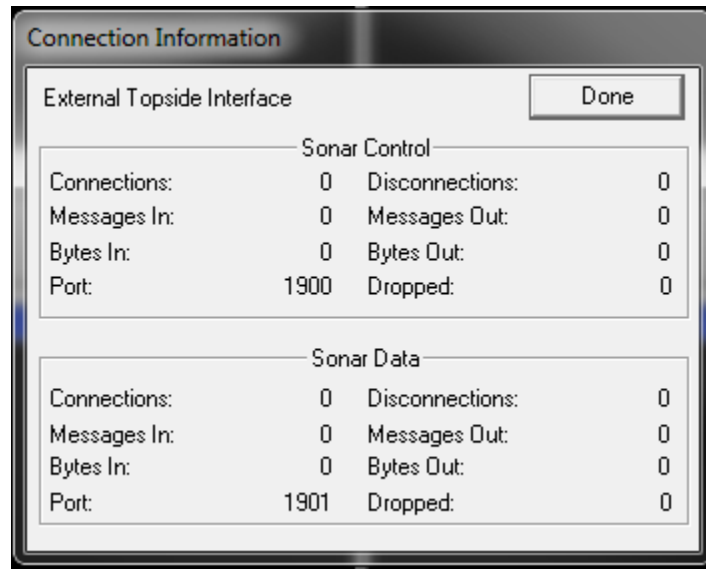 Connection Information
External Topside Interface Done
Sonar Control
Connections: 0 Disconnections: 0
Messages In: 0 Messages Out: 0
Bytes In: 0 Bytes Out: 0
Port: 1900 Dropped: 0
Sonar Data
Connections: 0 Disconnections: 0
Messages In: 0 Messages Out: 0
Bytes In: 0 Bytes Out: 0
Port: 1901 Dropped: 0